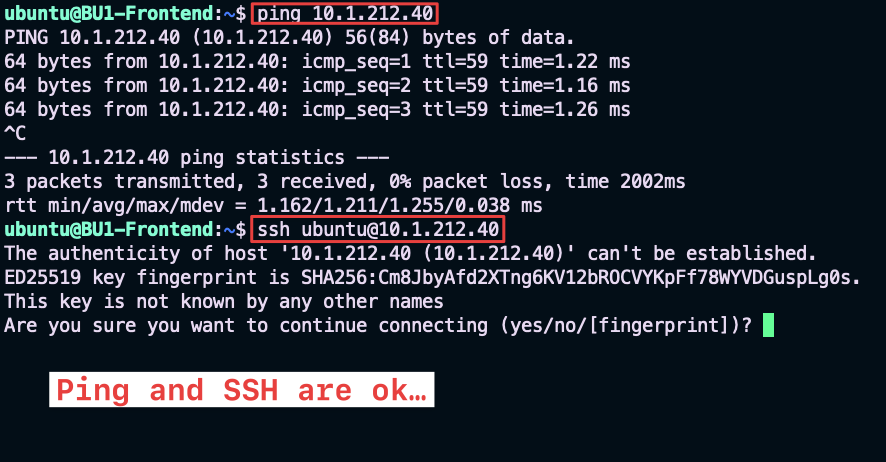 ubuntu@BU1-Frontend:~$ ping 10.1.212.40
PING 10.1.212.40 (10.1.212.40) 56(84) bytes of data.
64 bytes from 10.1.212.40: icmp_seq=1 ttl=59 time=1.22 ms
64 bytes from 10.1.212.40: icmp_seq=2 ttl=59 time=1.16 ms
64 bytes from 10.1.212.40: icmp_seq=3 ttl=59 time=1.26 ms
^C
--- 10.1.212.40 ping statistics ---
3 packets transmitted, 3 received, 0% packet loss, time 2002ms
rtt min/avg/max/mdev = 1.162/1.211/1.255/0.038 ms
ubuntu@BU1-Frontend:~$ ssh ubuntu@10.1.212.40
The authenticity of host '10.1.212.40 (10.1.212.40)' can't be established.
ED25519 key fingerprint is SHA256:Cm8JbyAfd2XTng6KV12bROCVYKpFf78WYVDGuspLg0s.
This key is not known by any other names
Are you sure you want to continue connecting (yes/no/[fingerprint])?
Ping and SSH are ok…